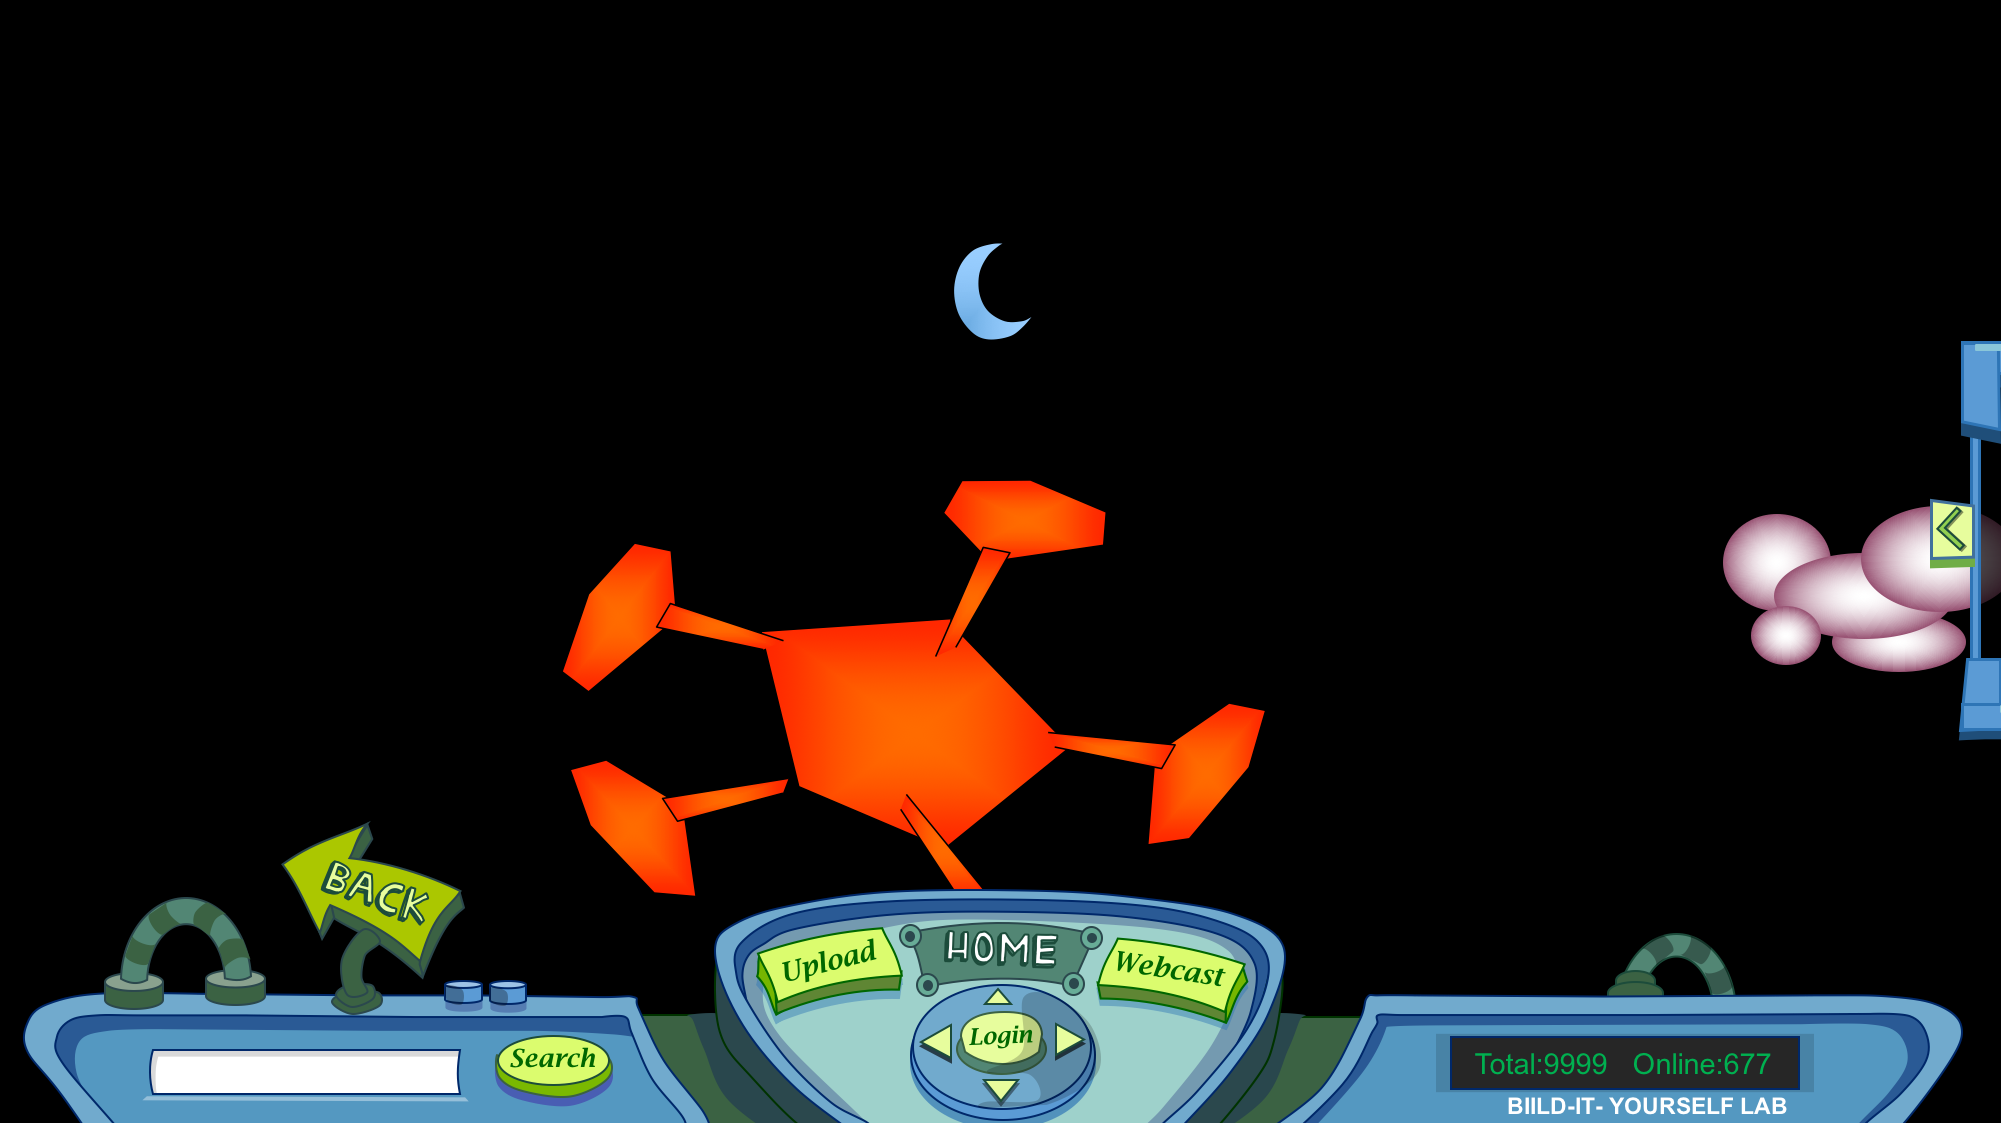 BACK
Upload
HOME
Webcast
Login
Search
Total:9999 Online:677
BIILD-IT- YOURSELF LAB